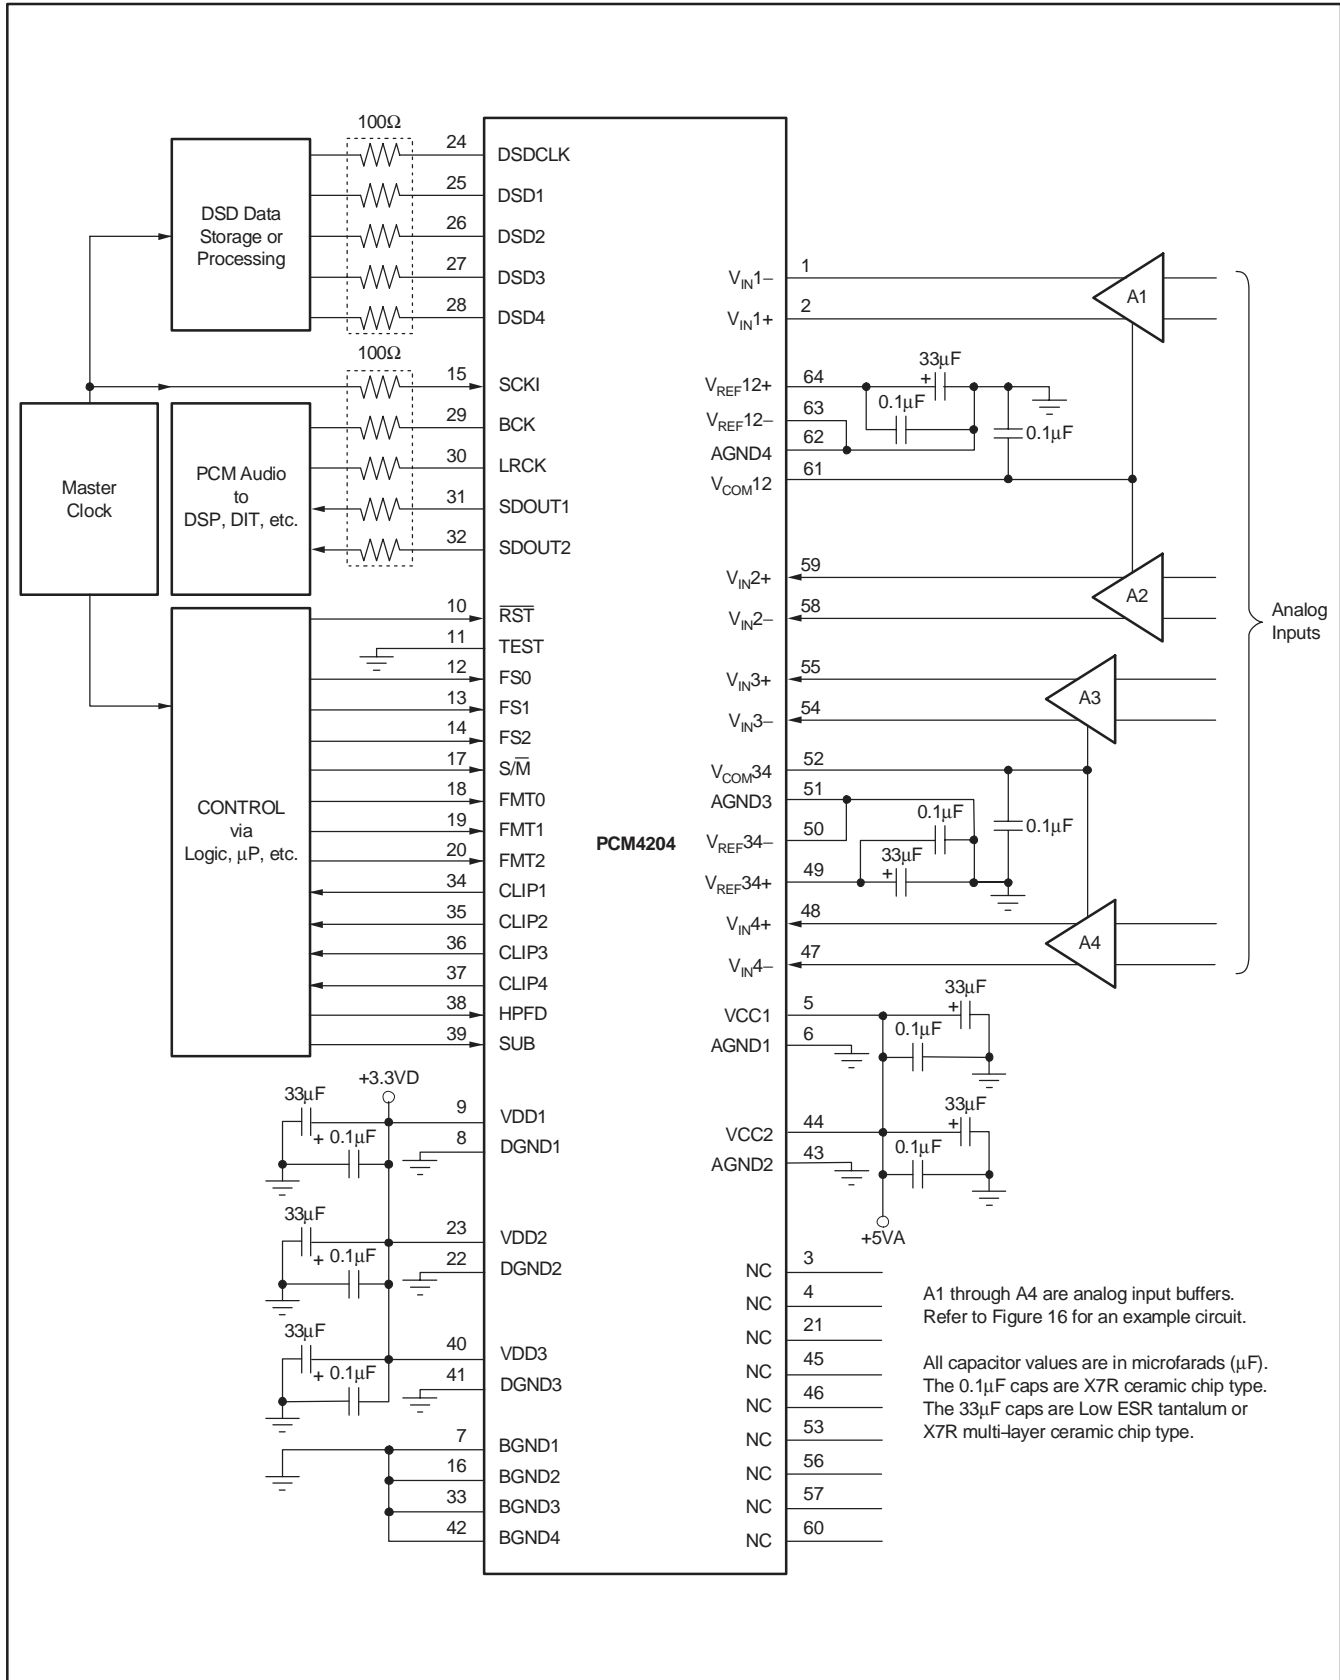 100Ω
24 DSDCLK
25 DSD1
26 DSD2
27 DSD3
28 DSD4
DSD Data
Storage or
Processing
100Ω
15 SCKI
29 BCK
30 LRCK
31 SDOUT1
32 SDOUT2
Master
Clock
PCM Audio
to
DSP, DIT, etc.
10 RST
11 TEST
12 FS0
13 FS1
14 FS2
17 S/M
18 FMT0
19 FMT1
20 FMT2
34 CLIP1
35 CLIP2
36 CLIP3
37 CLIP4
38 HPFD
39 SUB
CONTROL
via
Logic, μP, etc.
+3.3VD
33μF
+ 0.1μF
9 VDD1
8 DGND1
33μF
+ 0.1μF
23 VDD2
22 DGND2
33μF
+ 0.1μF
40 VDD3
41 DGND3
7 BGND1
16 BGND2
33 BGND3
42 BGND4
PCM4204
VIN1− 1
VIN1+ 2
A1
VREF12+ 64
33μF
+
0.1μF
VREF12− 63
AGND4 62
0.1μF
VCOM12 61
VIN2+ 59
VIN2− 58
A2
Analog
Inputs
VIN3+ 55
VIN3− 54
A3
VCOM34 52
AGND3 51
0.1μF
0.1μF
VREF34− 50
33μF
+
VREF34+ 49
VIN4+ 48
VIN4− 47
A4
VCC1 5
33μF
+
0.1μF
AGND1 6
VCC2 44
33μF
+
0.1μF
AGND2 43
+5VA
NC 3
NC 4
NC 21
NC 45
NC 46
NC 53
NC 56
NC 57
NC 60
A1 through A4 are analog input buffers.
Refer to Figure 16 for an example circuit.
All capacitor values are in microfarads (μF).
The 0.1μF caps are X7R ceramic chip type.
The 33μF caps are Low ESR tantalum or
X7R multi−layer ceramic chip type.